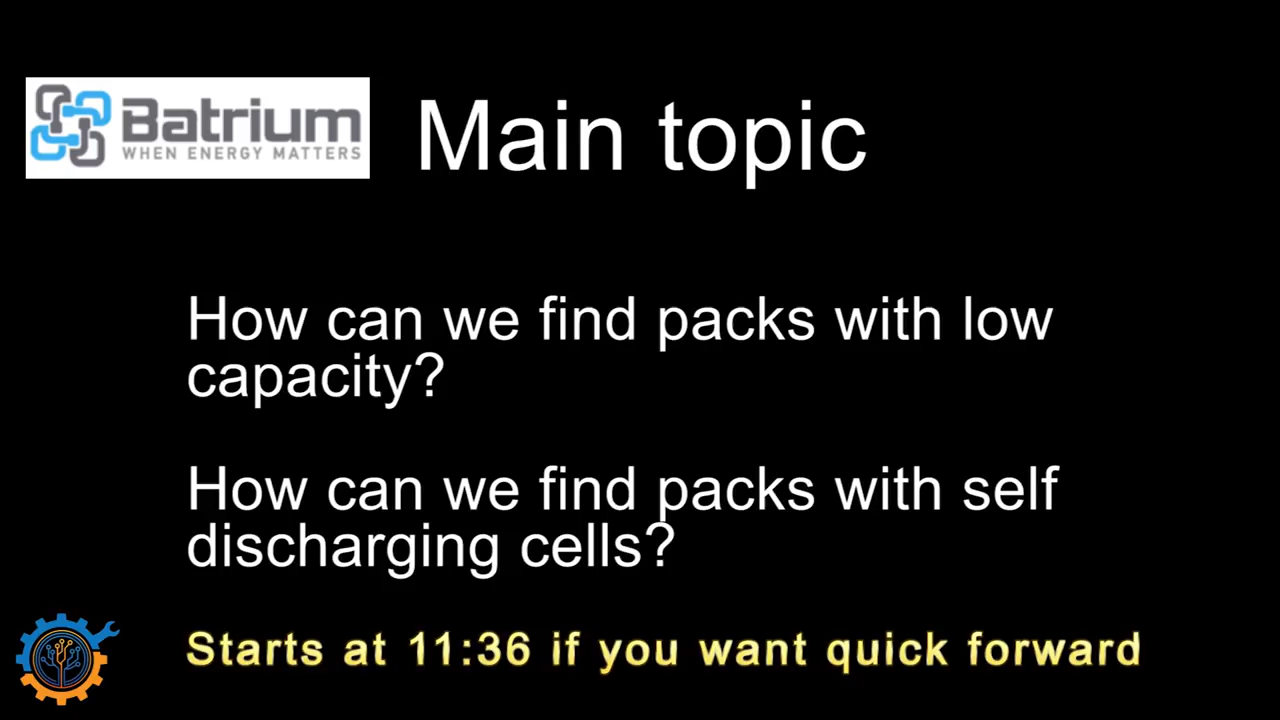 Batrium
WHEN ENERGY MATTERS
Main topic
How can we find packs with low
capacity?
How can we find packs with self
discharging cells?
Starts at 11:36 if you want quick forward